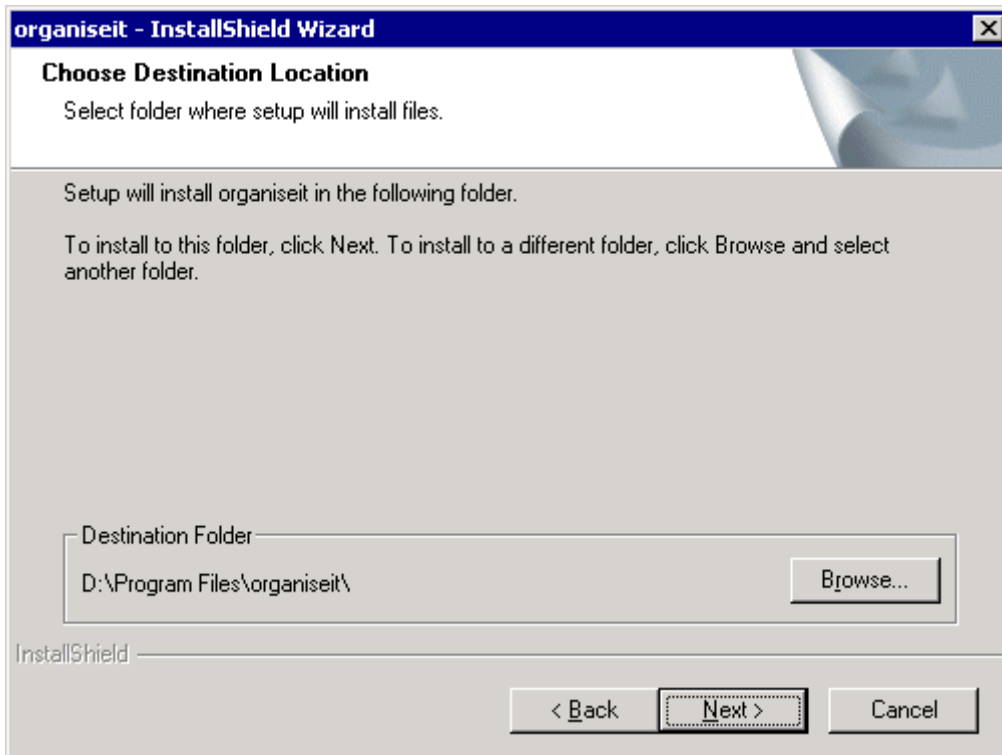 organiseit - InstallShield Wizard
Choose Destination Location
Select folder where setup will install files.
Setup will install organiseit in the following folder.
To install to this folder, click Next. To install to a different folder, click Browse and select
another folder.
Destination Folder
D:\Program Files\organiseit\
Browse...
InstallShield
< Back
Next >
Cancel